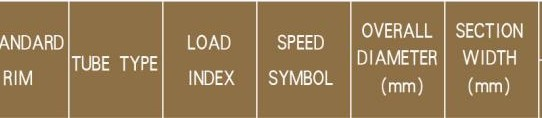 ANDARD
RIM
TUBE TYPE
LOAD
INDEX
SPEED
SYMBOL
OVERALL
DIAMETER
(mm)
SECTION
WIDTH
(mm)